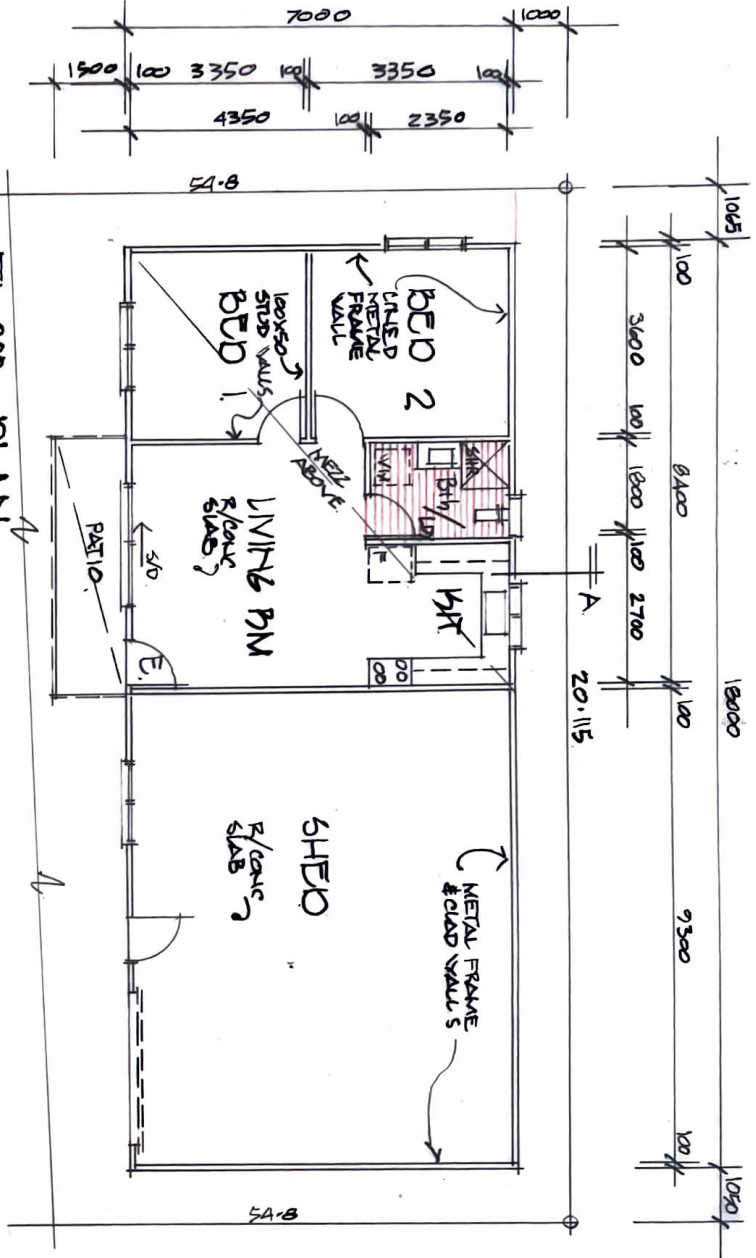 7000
1000
1500
100
3350
100
3350
100
4350
100
2350
54.8
1065
18000
1050
100
8400
100
9300
100
3600
100
1800
100
2700
20.115
A
BED 2
LINED
METAL
FRAME
WALL
100x50
STUD WALLS
BED 1.
MEZZ
ABOVE
SHR
Bth/
LDY
W.M
F
KIT
LIVING RM
R/CONC
SLAB
S/D.
PATIO.
E.
SHED
R/CONC
SLAB
METAL FRAME
& CLAD WALLS
54.8